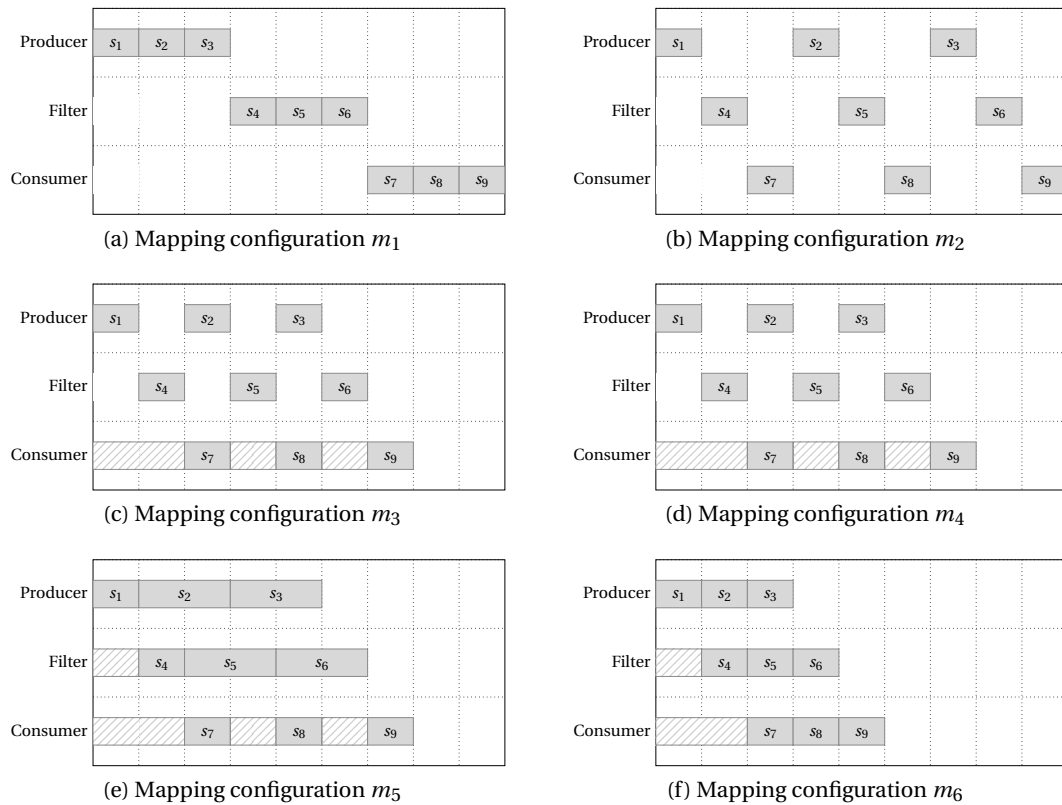 Producer s1 s2 s3
Filter s4 s5 s6
Consumer s7 s8 s9
(a) Mapping configuration m1
Producer s1 s2 s3
Filter s4 s5 s6
Consumer s7 s8 s9
(b) Mapping configuration m2
Producer s1 s2 s3
Filter s4 s5 s6
Consumer s7 s8 s9
(c) Mapping configuration m3
Producer s1 s2 s3
Filter s4 s5 s6
Consumer s7 s8 s9
(d) Mapping configuration m4
Producer s1 s2 s3
Filter s4 s5 s6
Consumer s7 s8 s9
(e) Mapping configuration m5
Producer s1 s2 s3
Filter s4 s5 s6
Consumer s7 s8 s9
(f) Mapping configuration m6